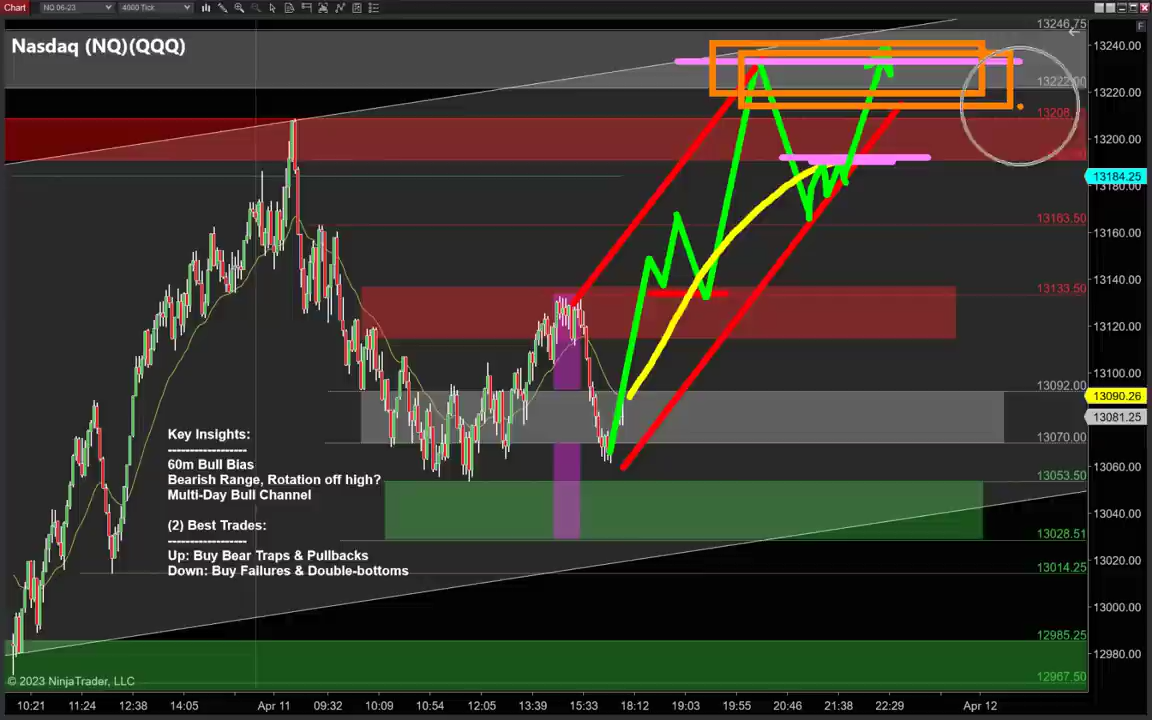 Chart
NQ 06-23
4000 Tick
F
Nasdaq (NQ)(QQQ)
13246.75
13240.00
13222.00
13220.00
13208
13200.00
13184.25
13180.00
13163.50
13160.00
13140.00
13133.50
13120.00
13100.00
13092.00
13090.26
13081.25
13070.00
13060.00
13053.50
13040.00
13028.51
13020.00
13014.25
13000.00
12985.25
12980.00
12967.50
Key Insights:
------------------
60m Bull Bias
Bearish Range, Rotation off high?
Multi-Day Bull Channel
(2) Best Trades:
------------------
Up: Buy Bear Traps & Pullbacks
Down: Buy Failures & Double-bottoms
© 2023 NinjaTrader, LLC
10:21 11:24 12:38 14:05 Apr 11 09:32 10:09 10:54 12:05 13:39 15:33 18:12 19:03 19:55 20:46 21:38 22:29 Apr 12